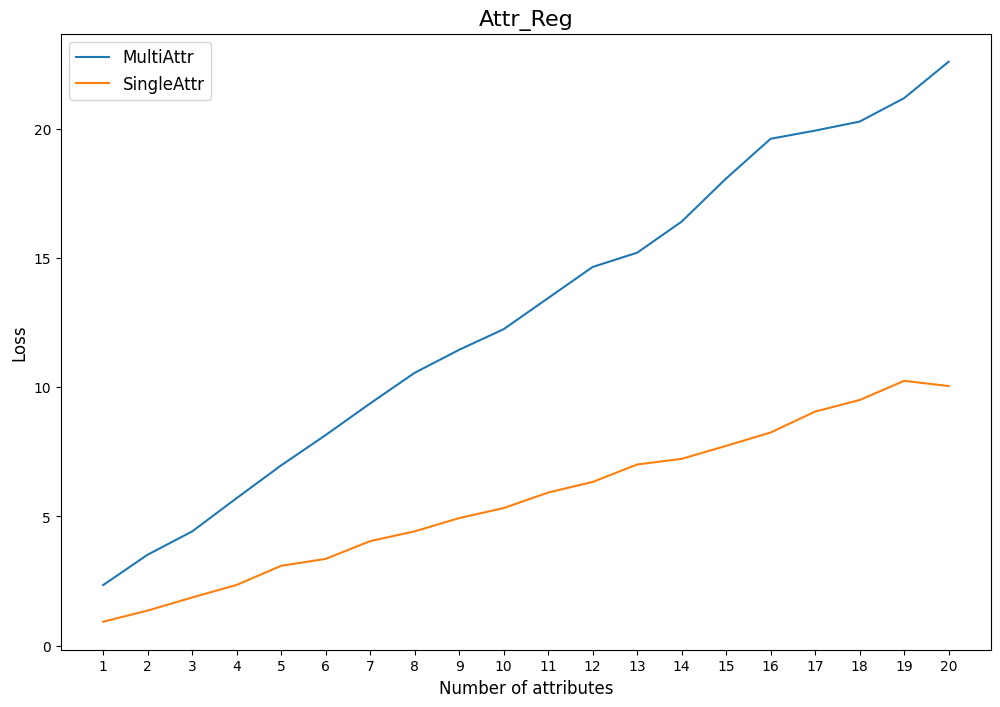 Attr_Reg
MultiAttr
SingleAttr
20
15
10
5
0
Loss
1 2 3 4 5 6 7 8 9 10 11 12 13 14 15 16 17 18 19 20
Number of attributes